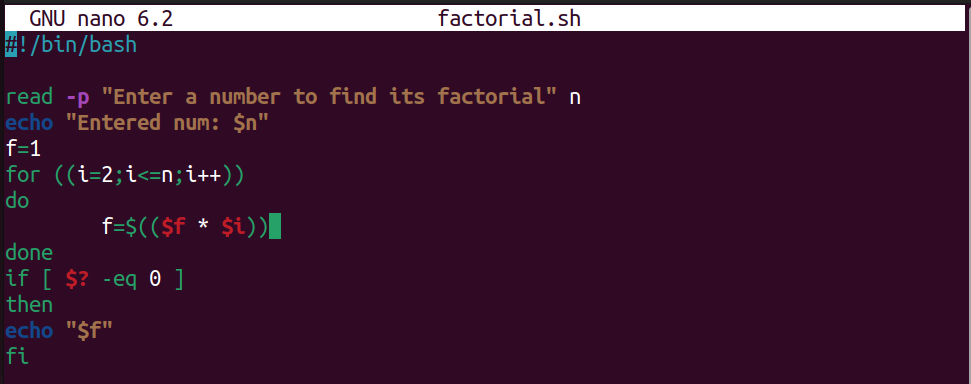 GNU nano 6.2 factorial.sh
#!/bin/bash
read -p "Enter a number to find its factorial" n
echo "Entered num: $n"
f=1
for ((i=2;i<=n;i++))
do
f=$(($f * $i))
done
if [ $? -eq 0 ]
then
echo "$f"
fi